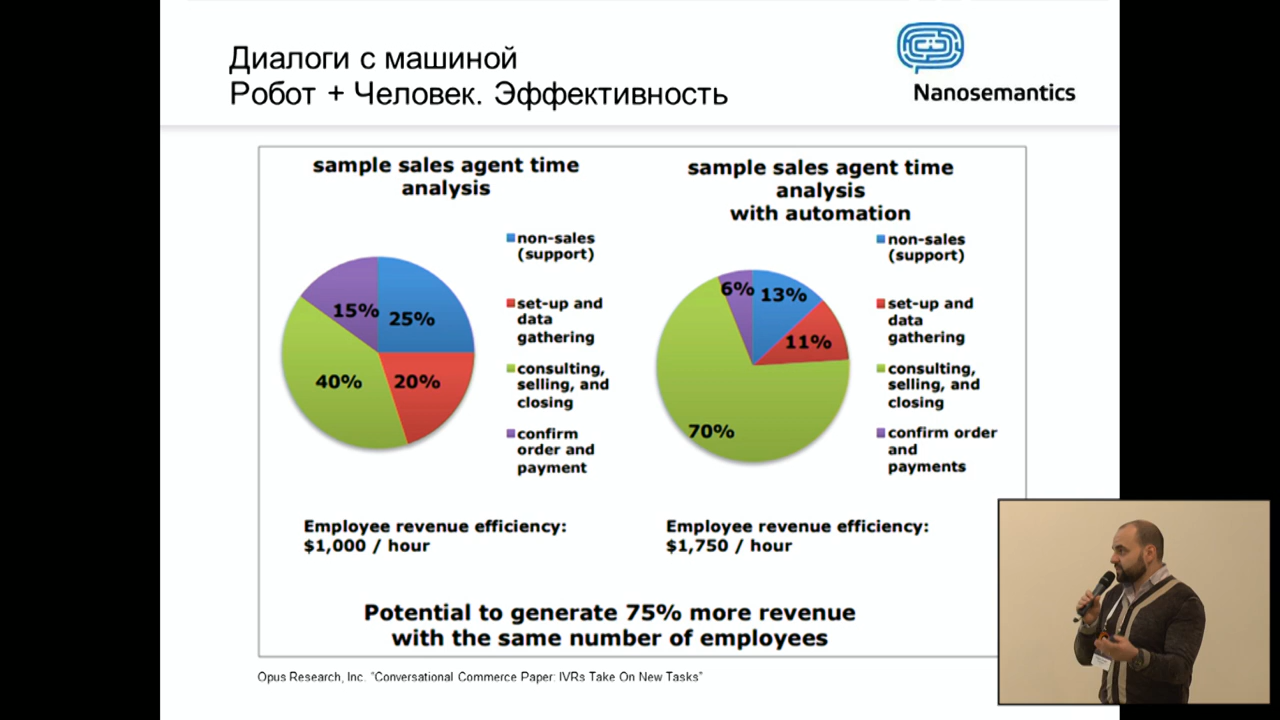 Диалоги с машиной
Робот + Человек. Эффективность
Nanosemantics
sample sales agent time
analysis
non-sales
(support)
set-up and
data
gathering
consulting,
selling, and
closing
confirm
order and
payment
15%
25%
40%
20%
Employee revenue efficiency:
$1,000 / hour
sample sales agent time
analysis
with automation
non-sales
(support)
set-up and
data
gathering
consulting,
selling, and
closing
confirm order
and
payments
6%
13%
11%
70%
Employee revenue efficiency:
$1,750 / hour
Potential to generate 75% more revenue
with the same number of employees
Opus Research, Inc. "Conversational Commerce Paper: IVRs Take On New Tasks"